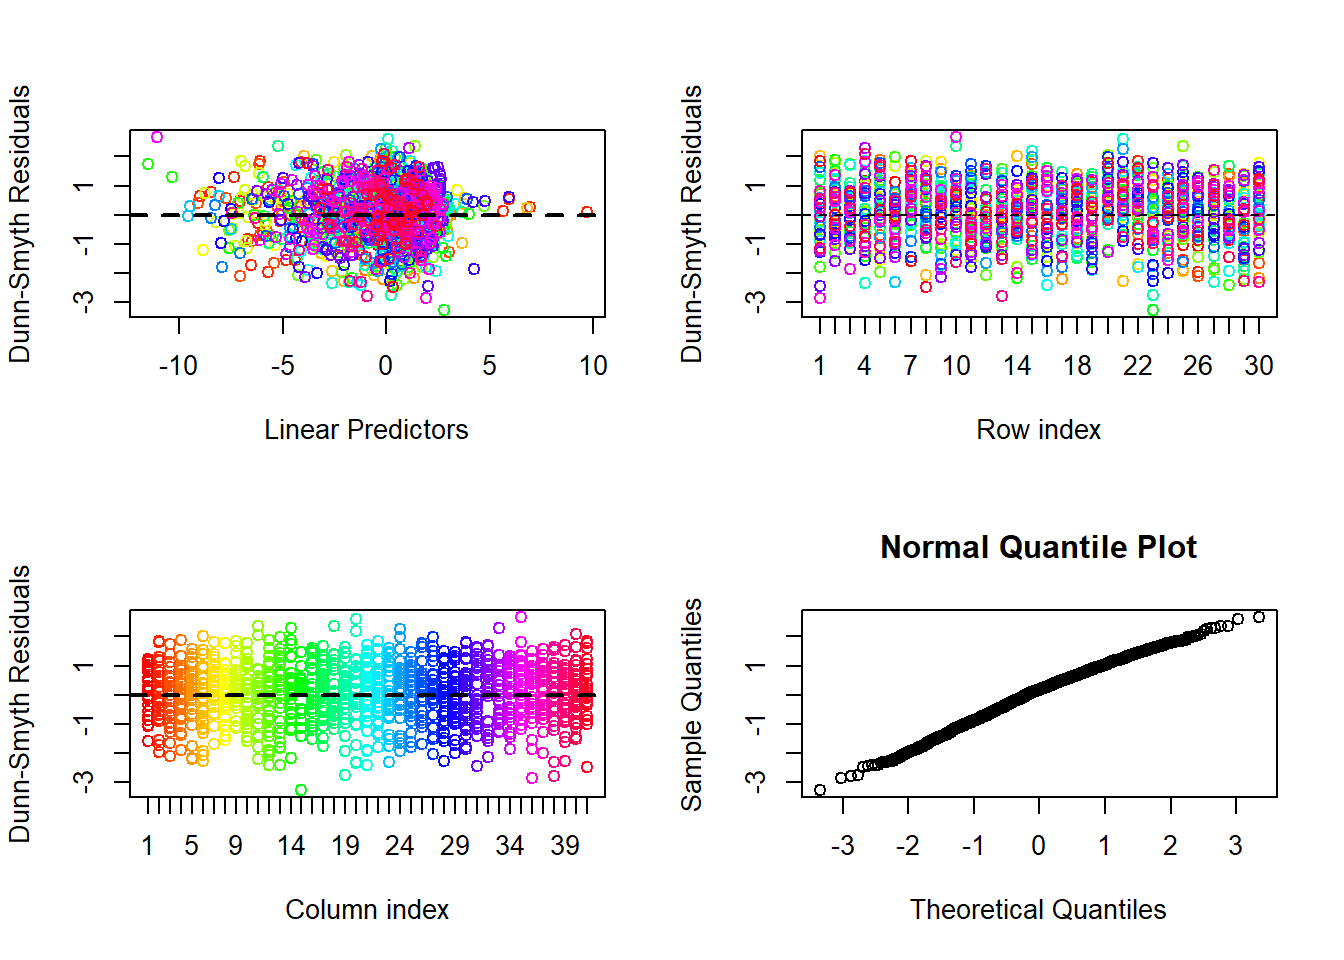 Dunn-Smyth Residuals
1
-1
-3
-10 -5 0 5 10
Linear Predictors
Dunn-Smyth Residuals
1
-1
-3
1 4 7 10 14 18 22 26 30
Row index
Dunn-Smyth Residuals
1
-1
-3
1 5 9 14 19 24 29 34 39
Column index
Normal Quantile Plot
Sample Quantiles
1
-1
-3
-3 -2 -1 0 1 2 3
Theoretical Quantiles